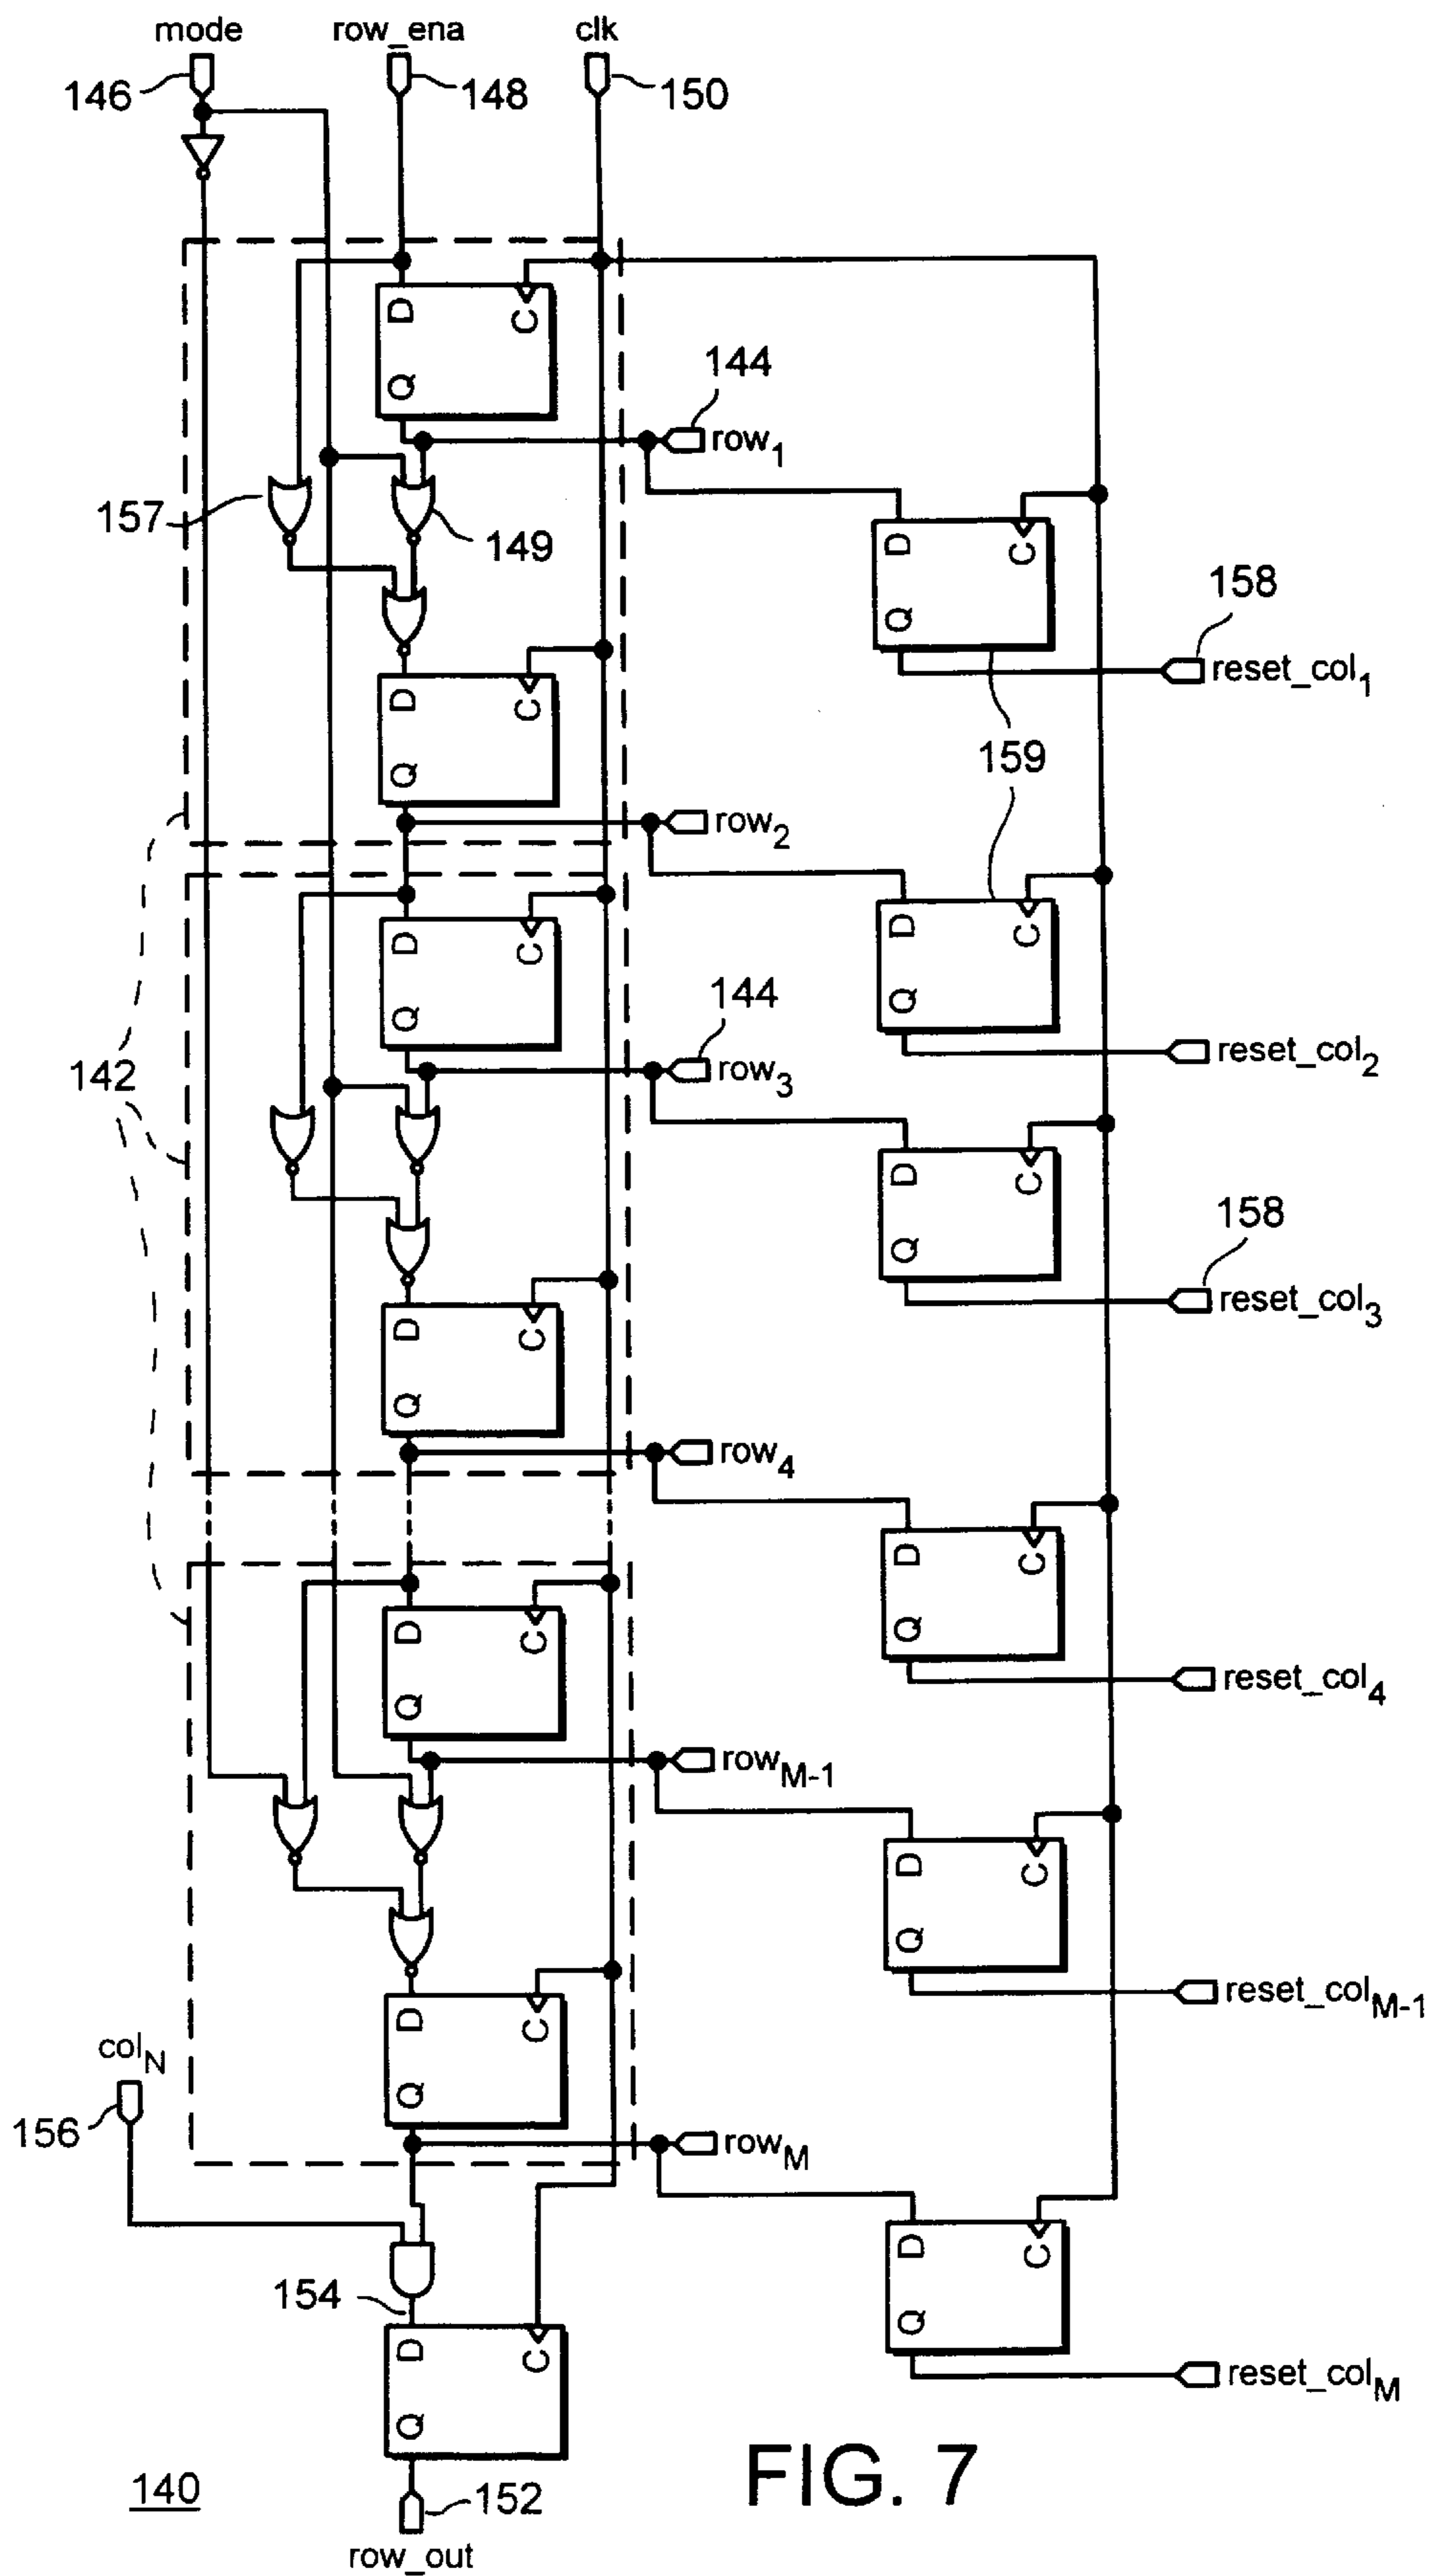 mode row_ena clk
146 148 150
D C
Q
144
row1
157 149
D C
Q
158
reset_col1
D C
Q
159
row2
D C
Q
D C
Q
144
row3
142
reset_col2
D C
Q
158
reset_col3
D C
Q
row4
D C
Q
reset_col4
D C
Q
rowM-1
D C
Q
reset_colM-1
D C
Q
colN
156
rowM
D C
Q
154
reset_colM
D C
Q
FIG. 7
140
152
row_out